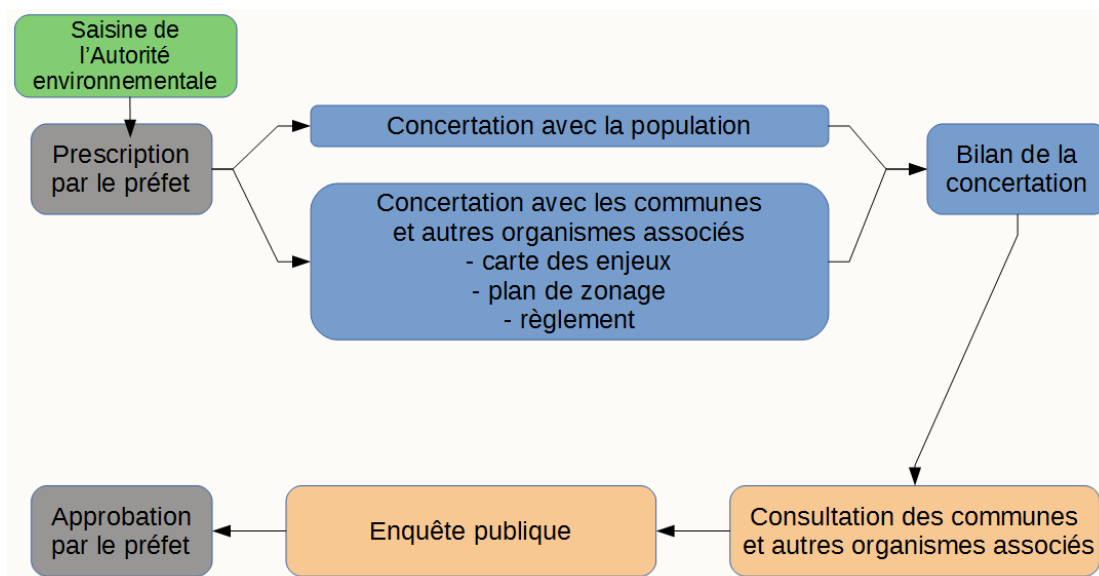 Saisine de
l'Autorité
environnementale
Prescription
par le préfet
Concertation avec la population
Concertation avec les communes
et autres organismes associés
- carte des enjeux
- plan de zonage
- règlement
Bilan de la
concertation
Approbation
par le préfet
Enquête publique
Consultation des communes
et autres organismes associés